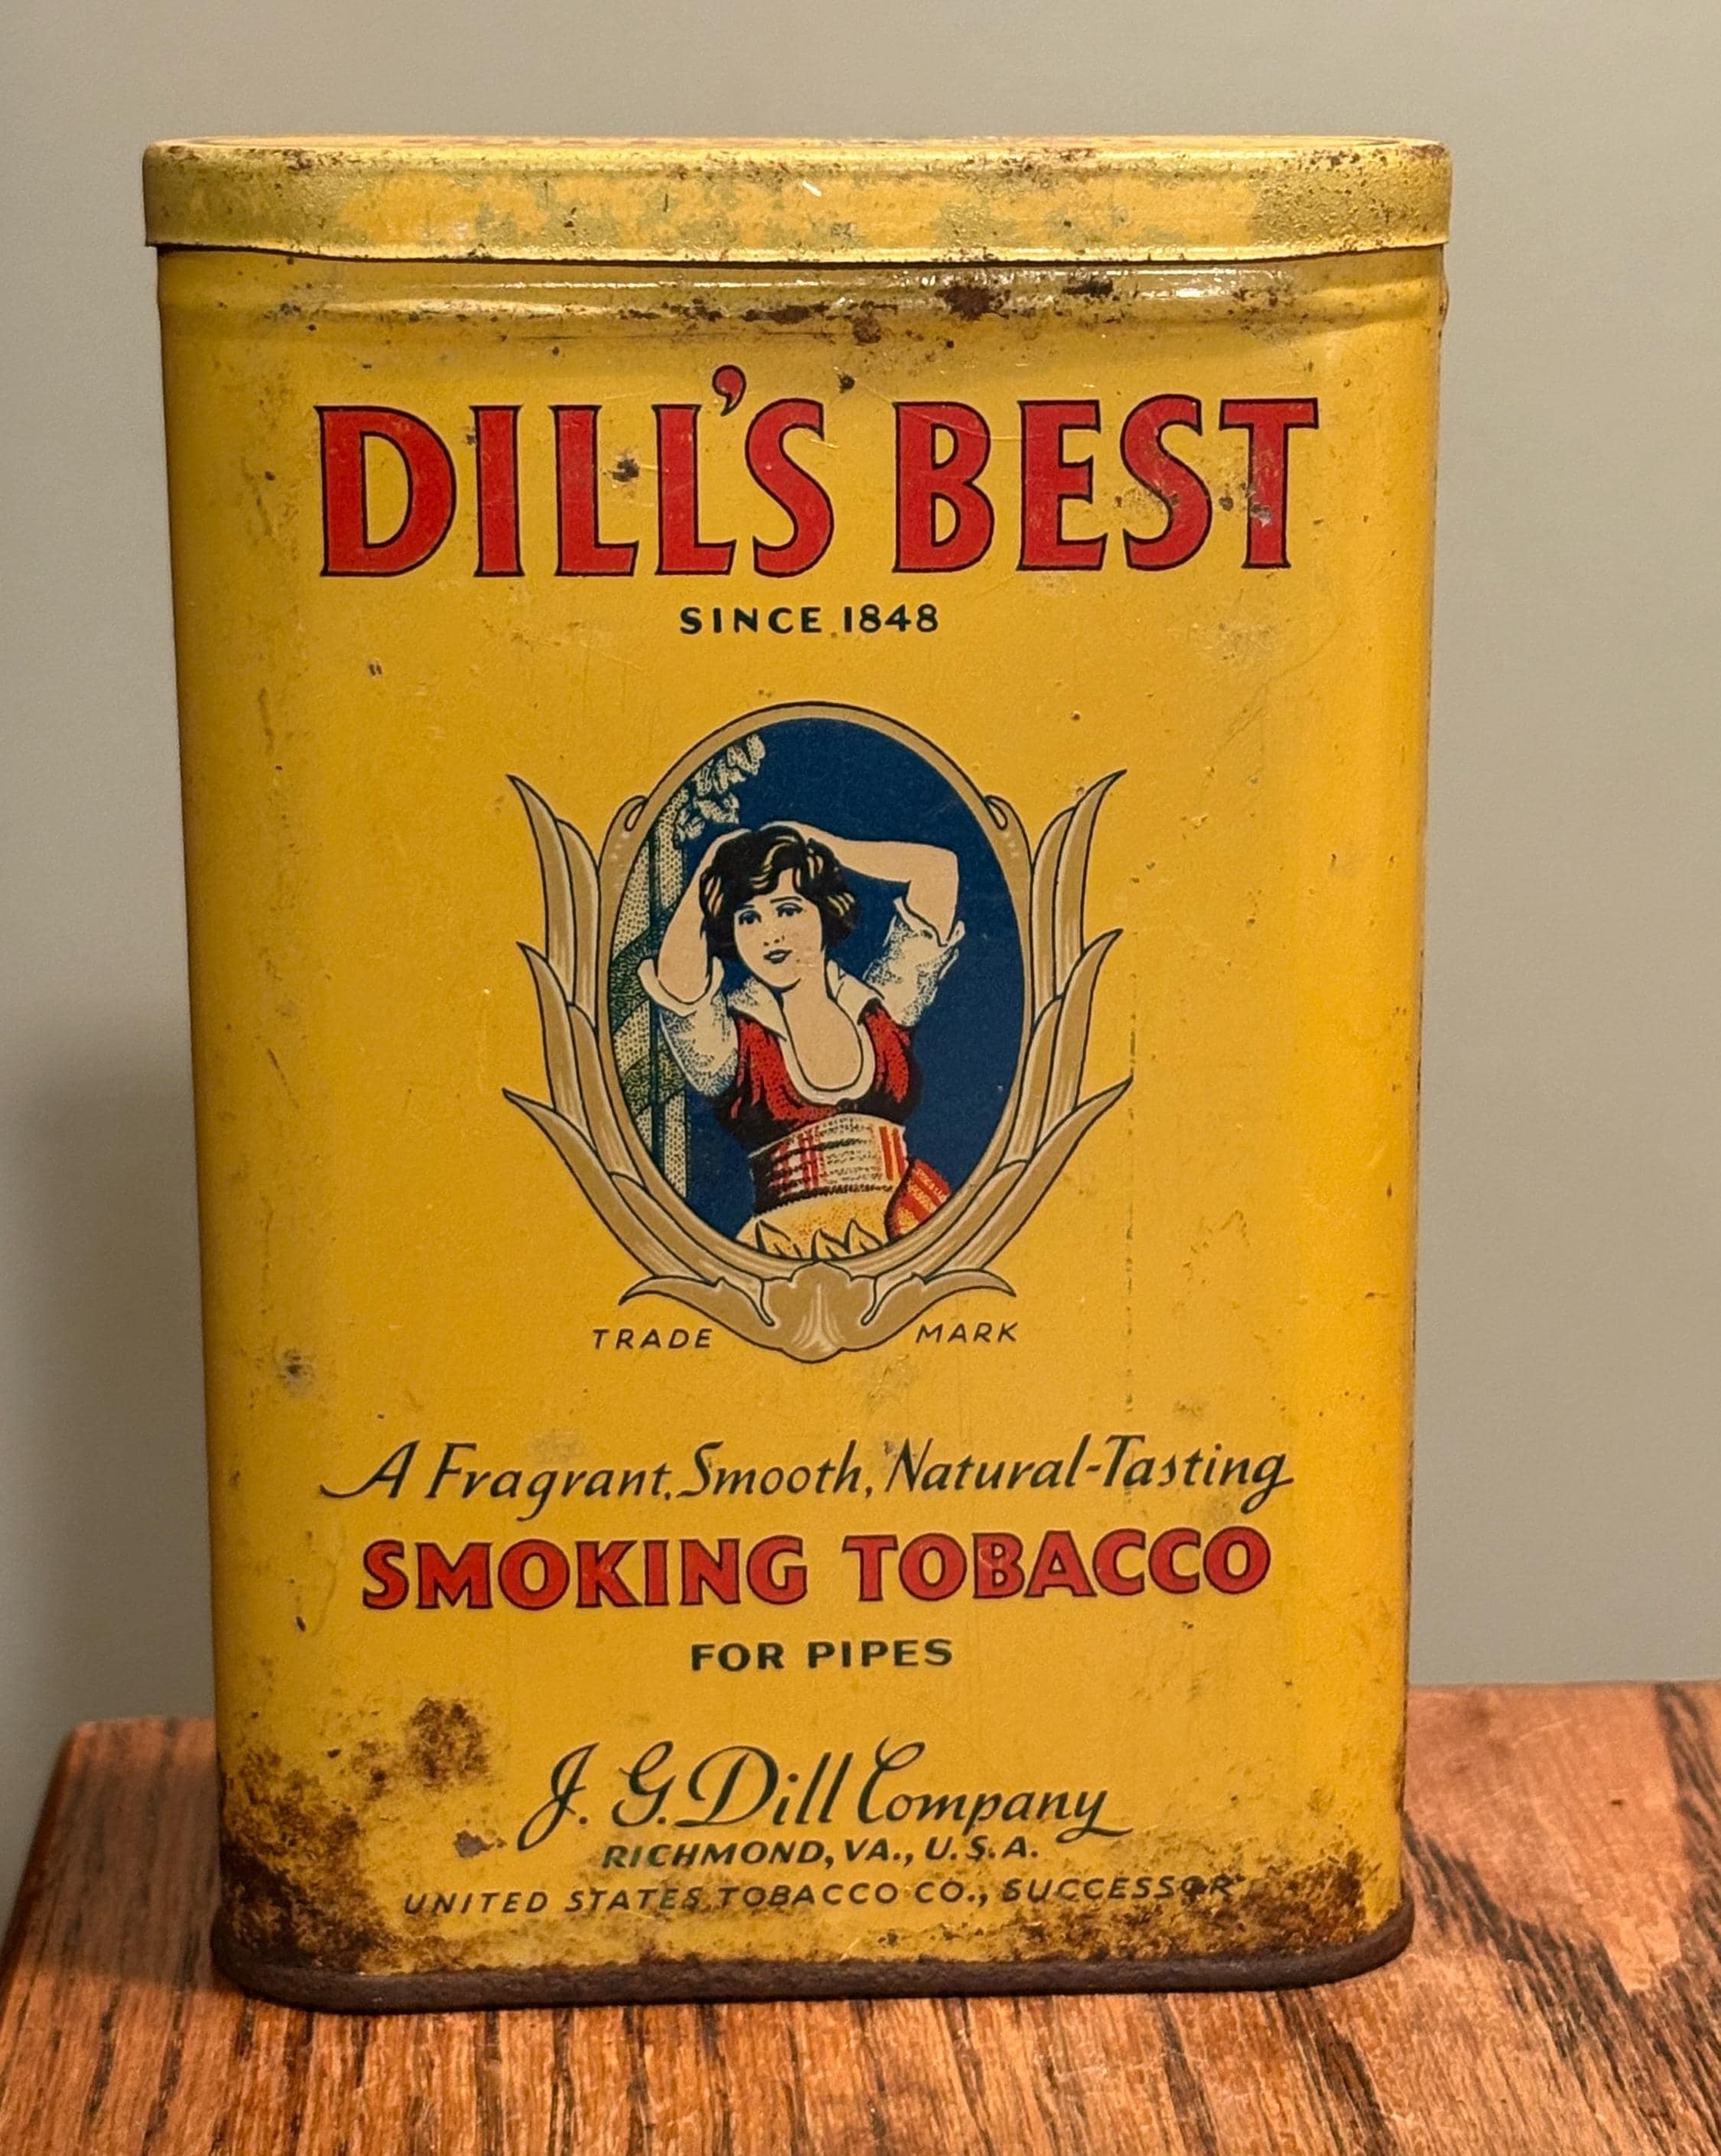 DILL'S BEST
SINCE 1848
TRADE MARK
A Fragrant, Smooth, Natural-Tasting
SMOKING TOBACCO
FOR PIPES
J. G. Dill Company
RICHMOND, VA., U.S.A.
UNITED STATES TOBACCO CO., SUCCESSOR